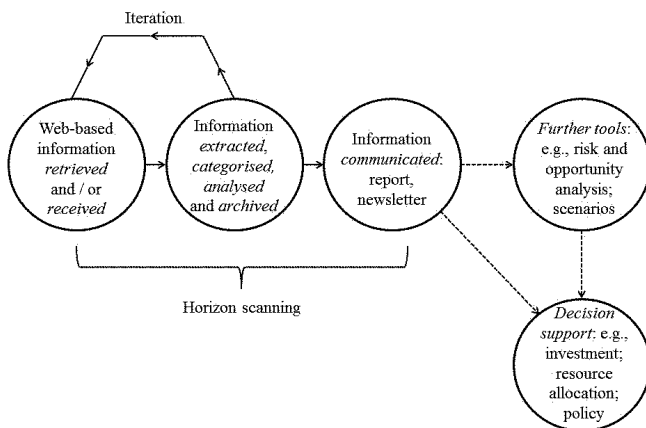 Iteration
Web-based
information
retrieved
and / or
received
Information
extracted,
categorised,
analysed
and archived
Information
communicated:
report,
newsletter
Further tools:
e.g., risk and
opportunity
analysis;
scenarios
Horizon scanning
Decision
support: e.g.,
investment;
resource
allocation;
policy